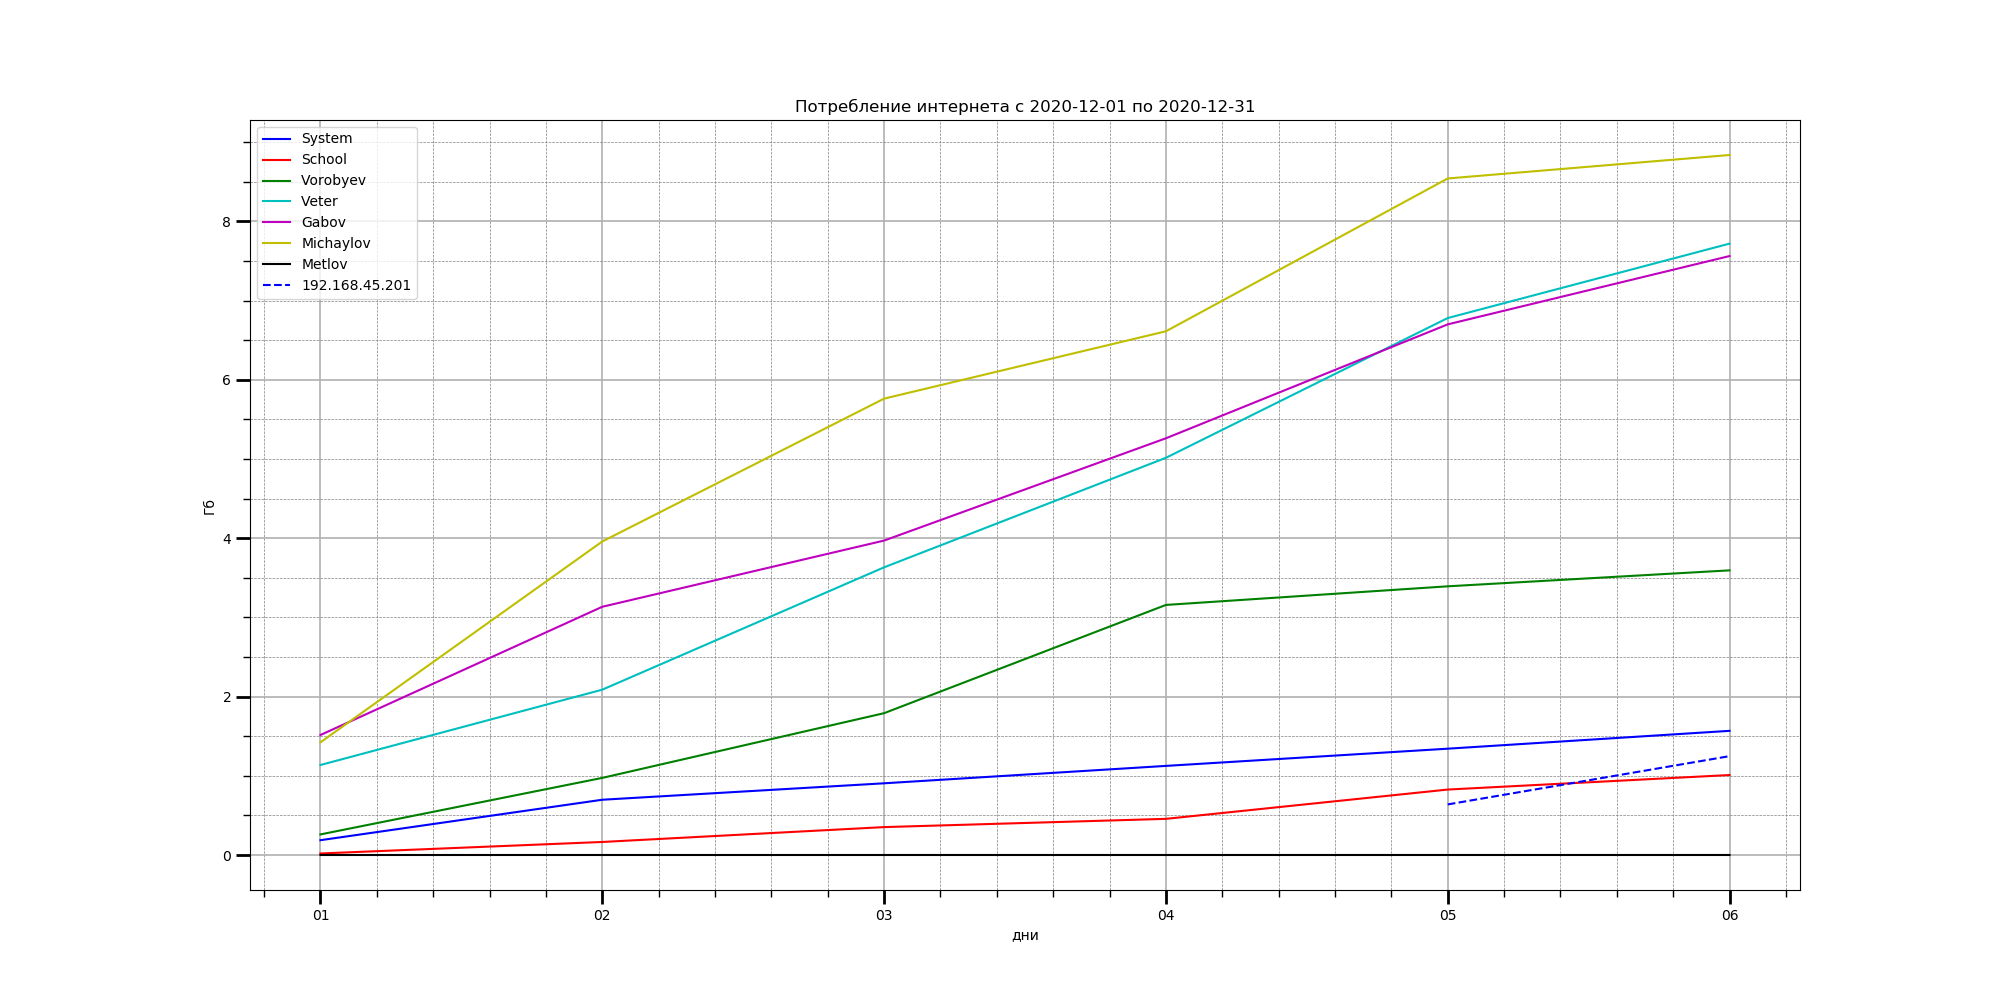 Потребление интернета с 2020-12-01 по 2020-12-31
System
School
Vorobyev
Veter
Gabov
Michaylov
Metlov
192.168.45.201
8
6
4
2
0
Гб
01 02 03 04 05 06
дни